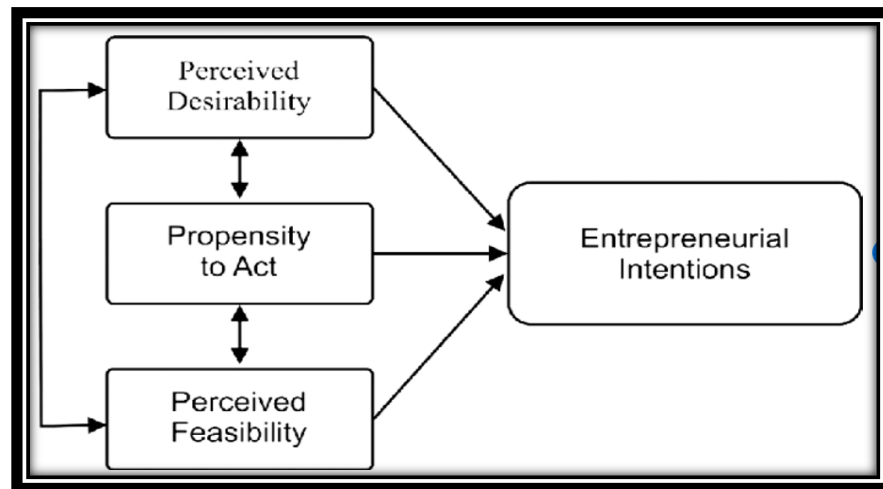 Perceived
Desirability
Propensity
to Act
Perceived
Feasibility
Entrepreneurial
Intentions